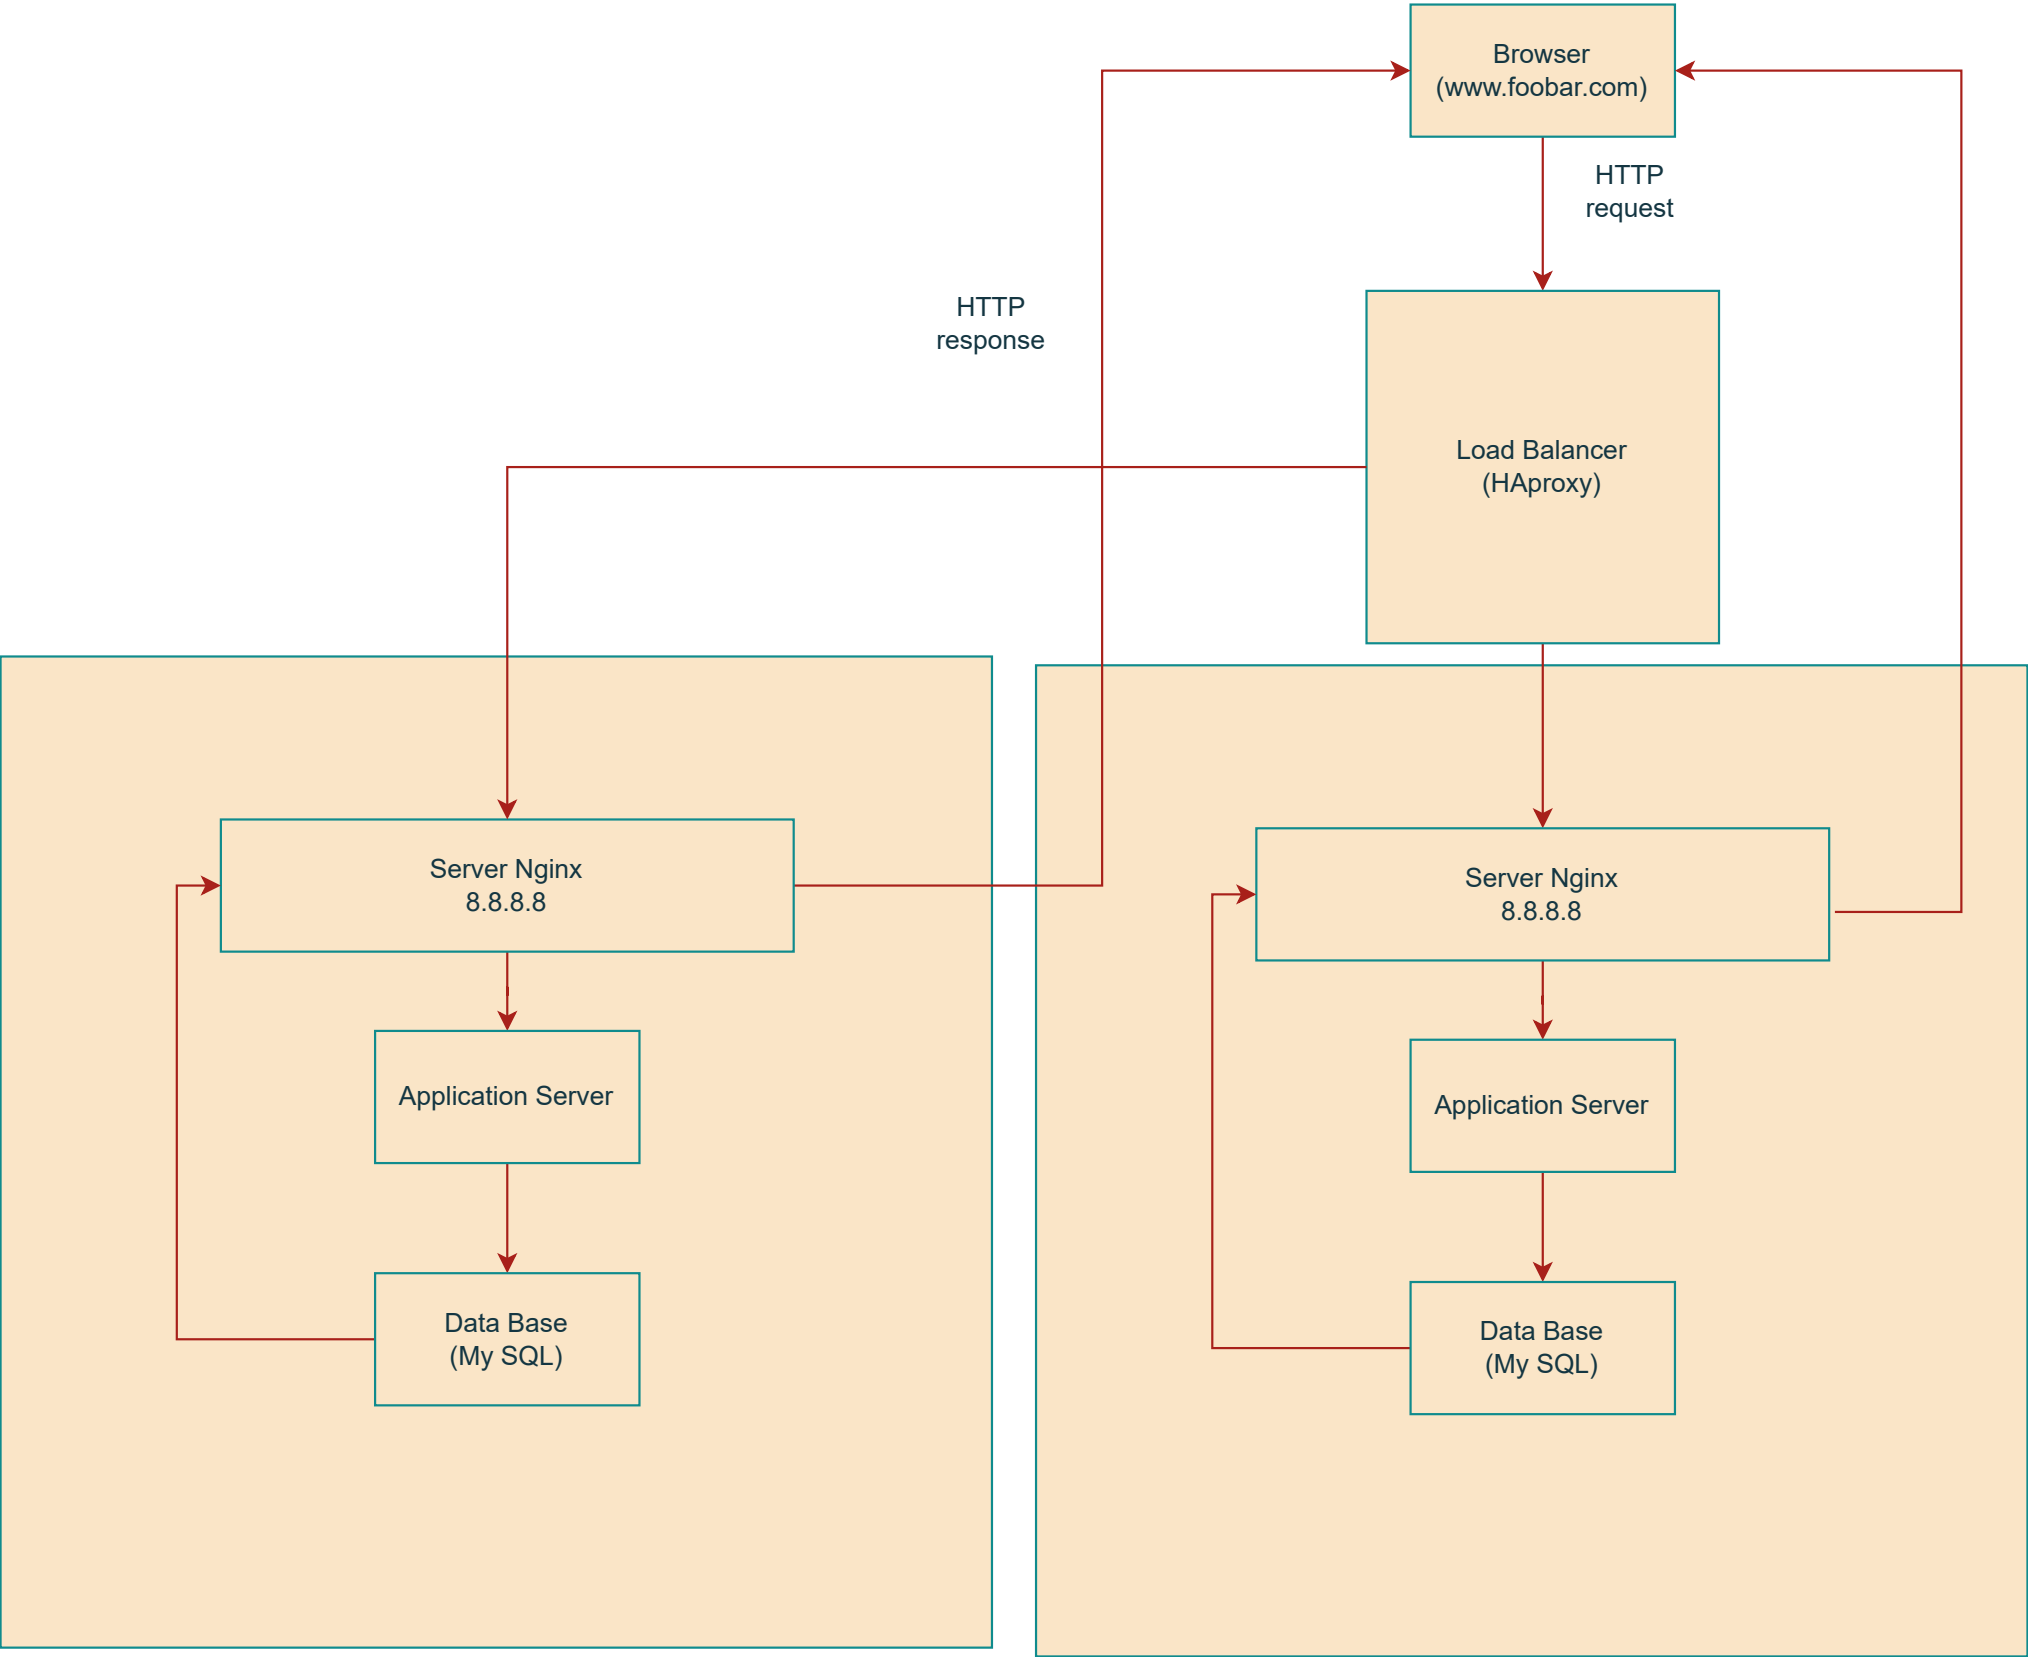 Browser
(www.foobar.com)
HTTP
request
HTTP
response
Load Balancer
(HAproxy)
Server Nginx
8.8.8.8
Server Nginx
8.8.8.8
Application Server
Application Server
Data Base
(My SQL)
Data Base
(My SQL)